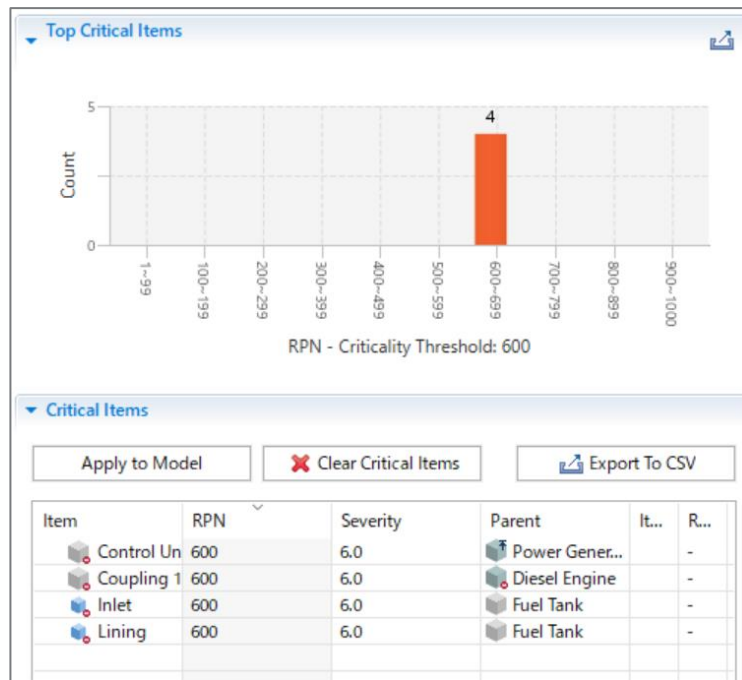 Top Critical Items
5
4
Count
0
1~99
100~199
200~299
300~399
400~499
500~599
600~699
700~799
800~899
900~1000
RPN - Criticality Threshold: 600
Critical Items
Apply to Model
Clear Critical Items
Export To CSV
Item RPN Severity Parent It... R...
Control Un 600 6.0 Power Gener... -
Coupling 1 600 6.0 Diesel Engine -
Inlet 600 6.0 Fuel Tank -
Lining 600 6.0 Fuel Tank -